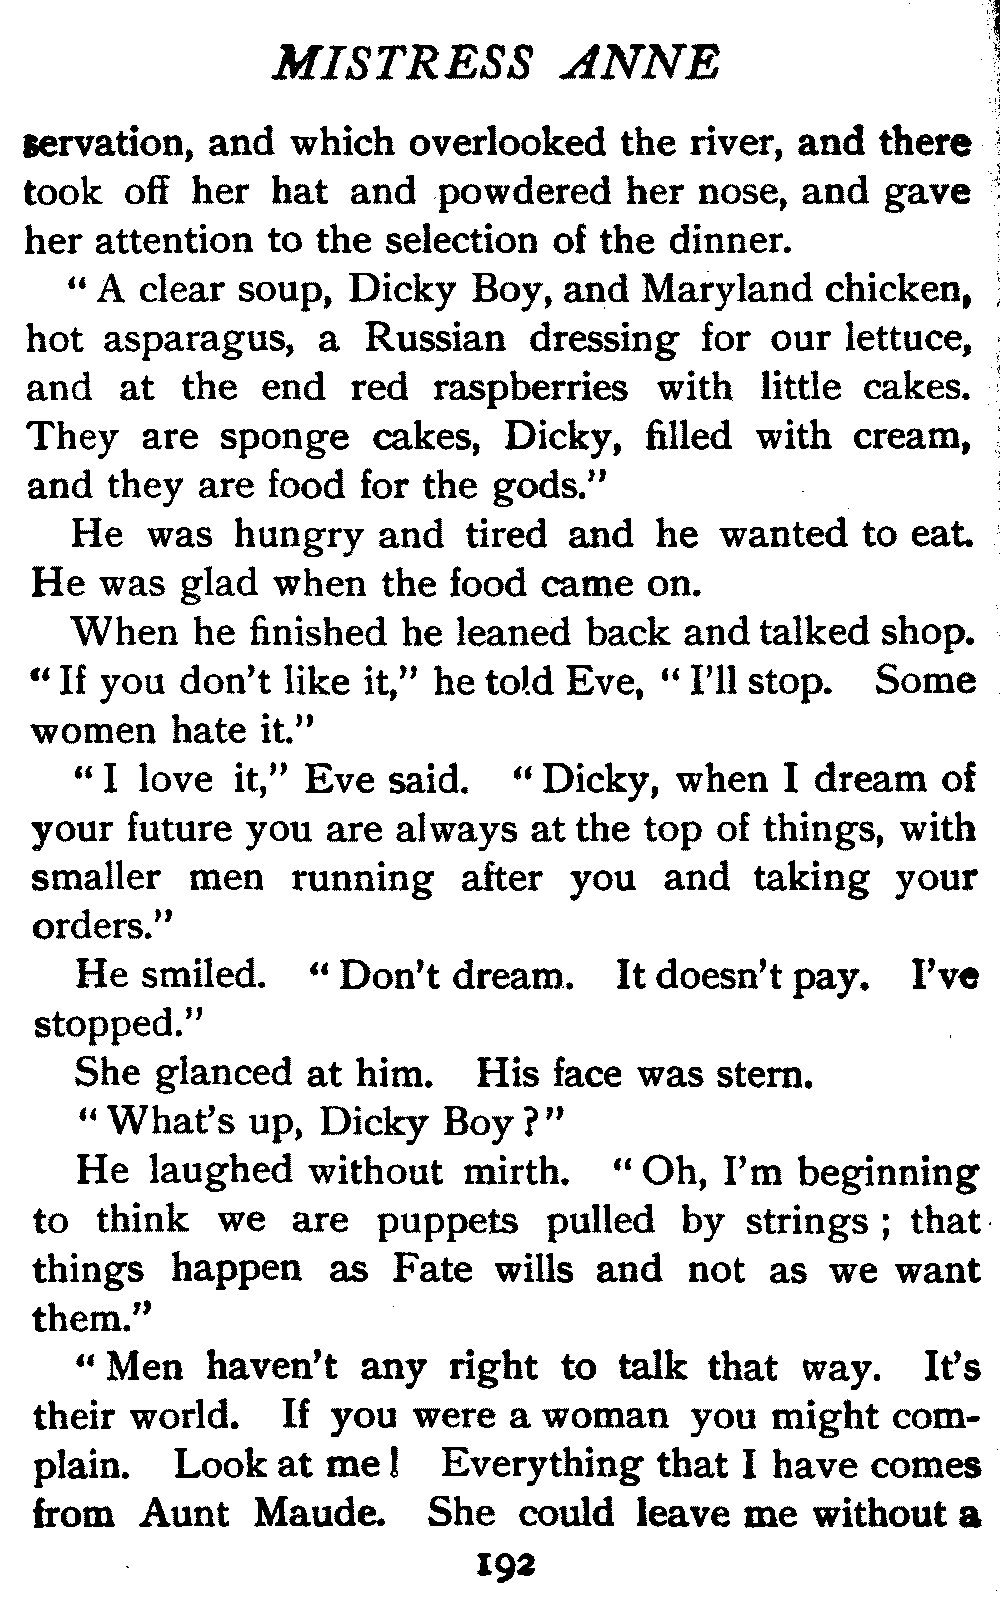 MISTRESS ANNE
servation, and which overlooked the river, and there
took off her hat and powdered her nose, and gave
her attention to the selection of the dinner.
“ A clear soup, Dicky Boy, and Maryland chicken,
hot asparagus, a Russian dressing for our lettuce,
and at the end red raspberries with little cakes.
They are sponge cakes, Dicky, filled with cream,
and they are food for the gods.”
He was hungry and tired and he wanted to eat.
He was glad when the food came on.
When he finished he leaned back and talked shop.
“ If you don’t like it,” he told Eve, “ I’ll stop. Some
women hate it.”
“ I love it,” Eve said. “ Dicky, when I dream of
your future you are always at the top of things, with
smaller men running after you and taking your
orders.”
He smiled. “ Don’t dream. It doesn’t pay. I’ve
stopped.”
She glanced at him. His face was stern.
“ What’s up, Dicky Boy ?”
He laughed without mirth. “ Oh, I’m beginning
to think we are puppets pulled by strings ; that
things happen as Fate wills and not as we want
them.”
“ Men haven’t any right to talk that way. It’s
their world. If you were a woman you might com-
plain. Look at me ! Everything that I have comes
from Aunt Maude. She could leave me without a
192